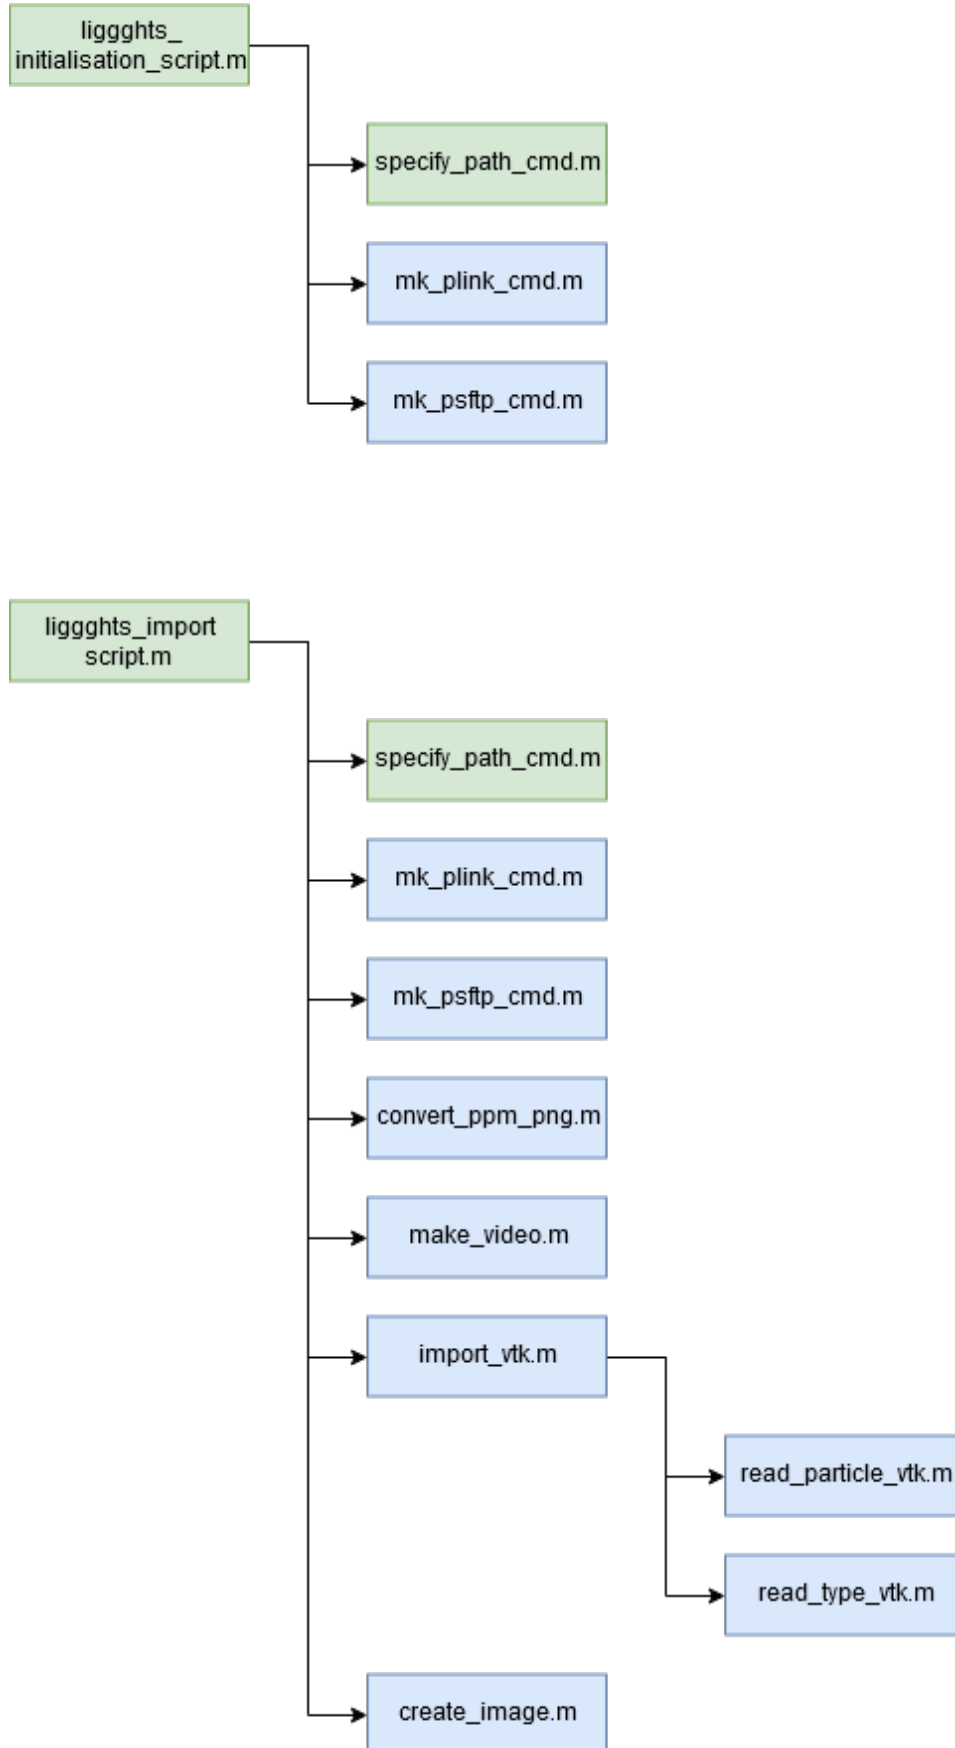 liggghts_
initialisation_script.m
specify_path_cmd.m
mk_plink_cmd.m
mk_psftp_cmd.m
liggghts_import
script.m
specify_path_cmd.m
mk_plink_cmd.m
mk_psftp_cmd.m
convert_ppm_png.m
make_video.m
import_vtk.m
read_particle_vtk.m
read_type_vtk.m
create_image.m